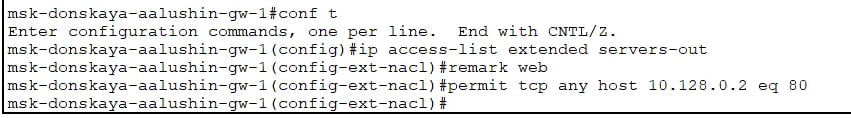 msk-donskaya-aalushin-gw-1#conf t
Enter configuration commands, one per line.  End with CNTL/Z.
msk-donskaya-aalushin-gw-1(config)#ip access-list extended servers-out
msk-donskaya-aalushin-gw-1(config-ext-nacl)#remark web
msk-donskaya-aalushin-gw-1(config-ext-nacl)#permit tcp any host 10.128.0.2 eq 80
msk-donskaya-aalushin-gw-1(config-ext-nacl)#